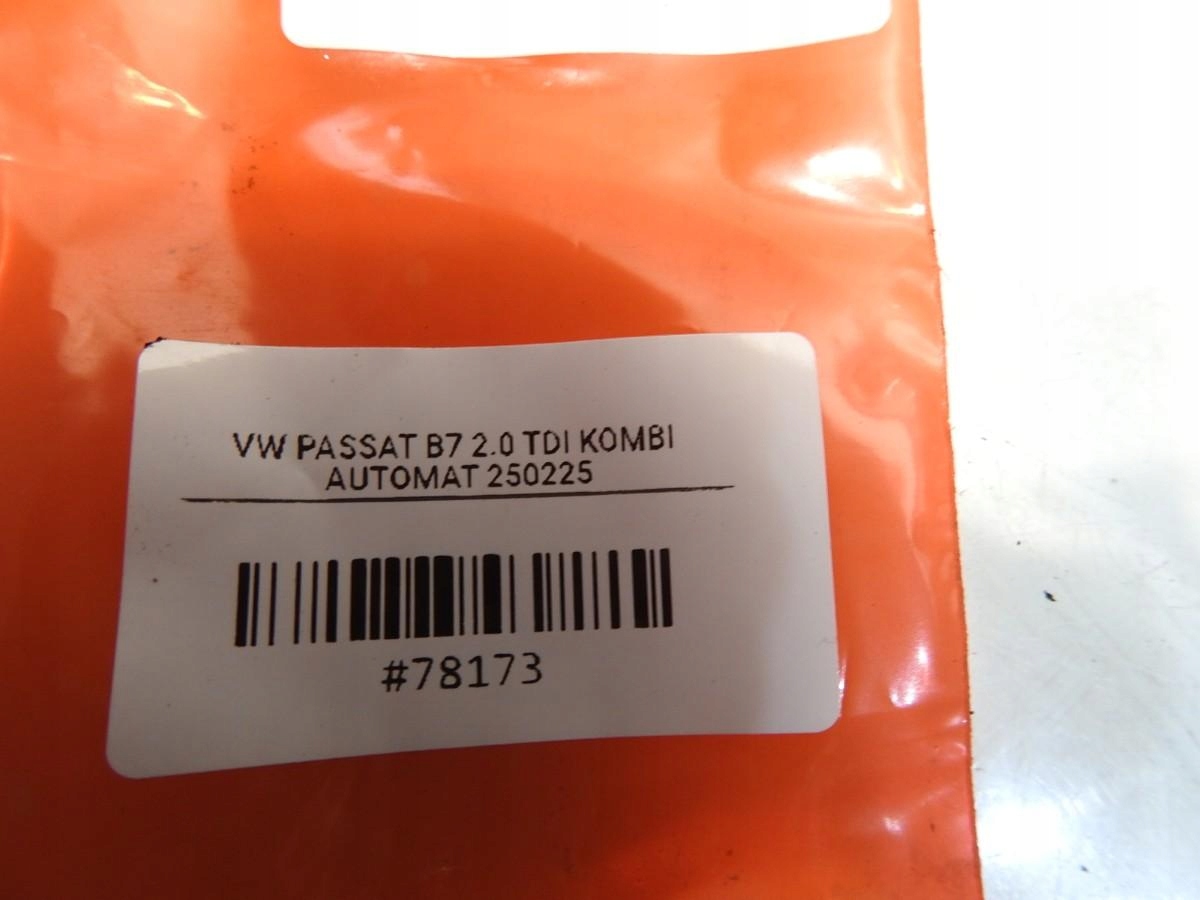 VW PASSAT B7 2.0 TDI KOMBI
AUTOMAT 250225
#78173